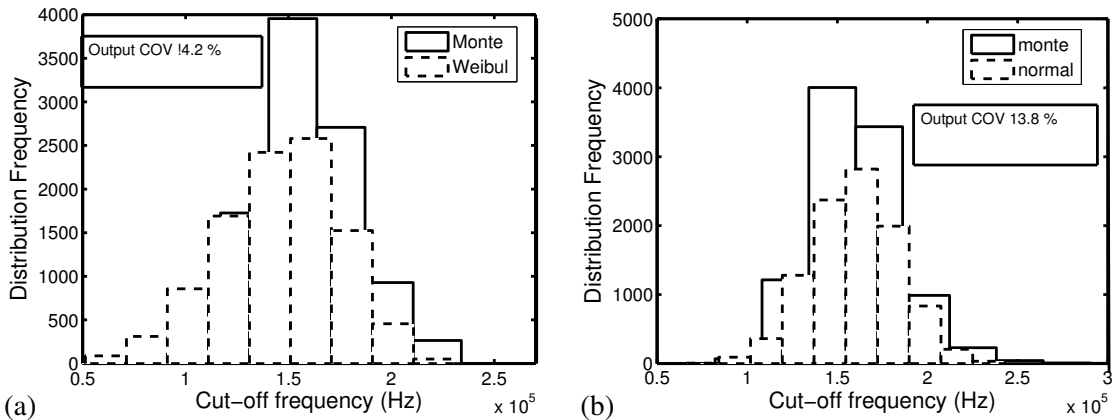 (a)
Distribution Frequency
4000
3500
3000
2500
2000
1500
1000
500
0
Output COV !4.2 %
Monte
Weibul
0.5 1 1.5 2 2.5
x 10^5
Cut−off frequency (Hz)
(b)
Distribution Frequency
5000
4000
3000
2000
1000
0
monte
normal
Output COV 13.8 %
0.5 1 1.5 2 2.5 3
x 10^5
Cut−off frequency (Hz)